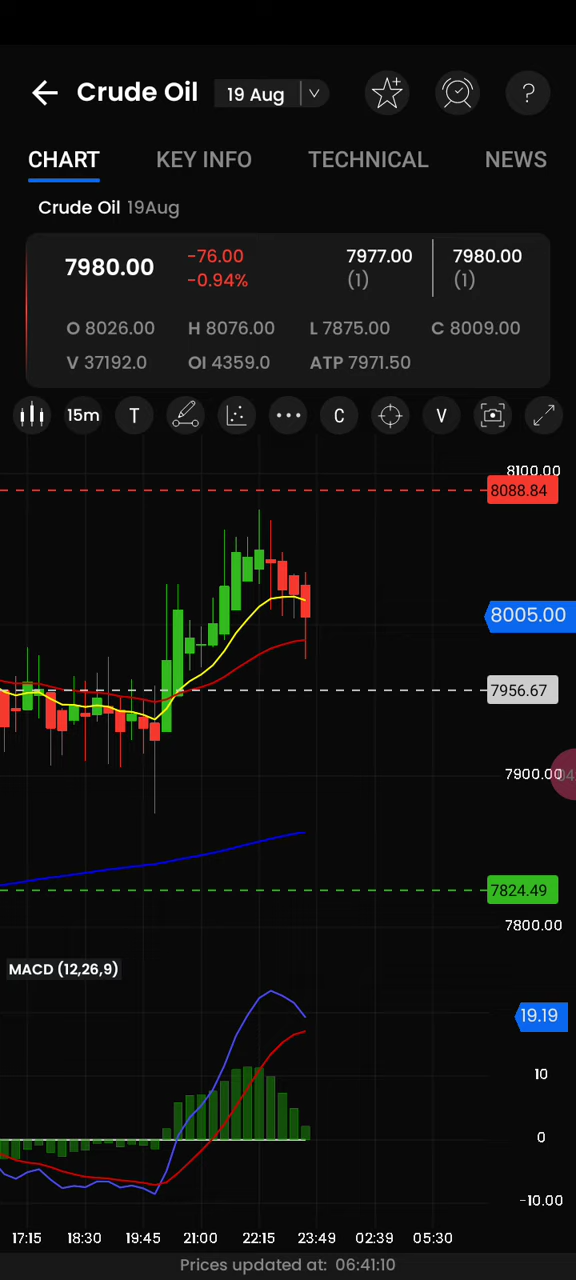 Crude Oil 19 Aug ?
CHART KEY INFO TECHNICAL NEWS
Crude Oil 19Aug
7980.00 -76.00 7977.00 7980.00
-0.94% (1) (1)
O 8026.00 H 8076.00 L 7875.00 C 8009.00
V 37192.0 OI 4359.0 ATP 7971.50
15m T C V
8100.00
8088.84
8005.00
7956.67
7900.00
04
7824.49
7800.00
MACD (12,26,9)
19.19
10
0
-10.00
17:15 18:30 19:45 21:00 22:15 23:49 02:39 05:30
Prices updated at: 06:41:10